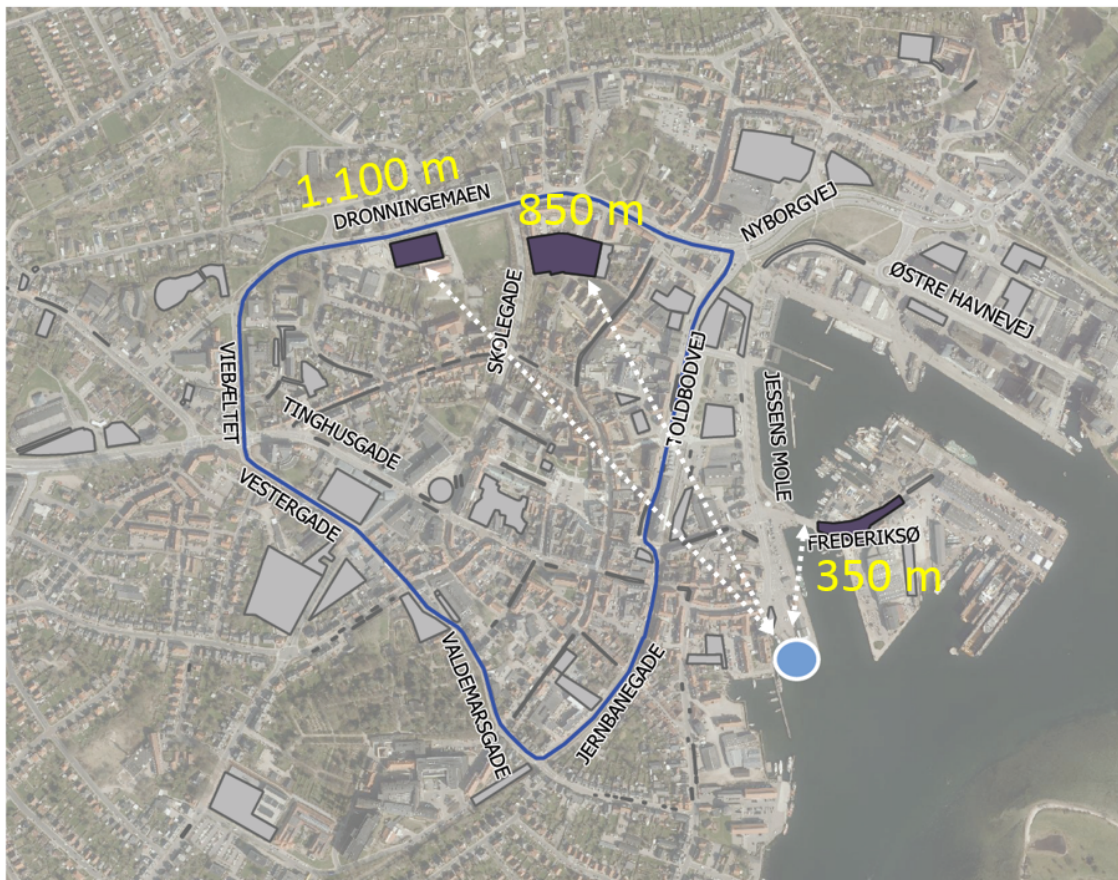 1.100 m
DRONNINGEMAEN
850 m
NYBORGVEJ
ØSTRE HAVNEVEJ
SKOLEGADE
VIEBÆLTET
TINGHUSGADE
TOLDBODVEJ
JESSENS MOLE
VESTERGADE
FREDERIKSØ
350 m
VALDEMARSGADE
JERNBANEGADE